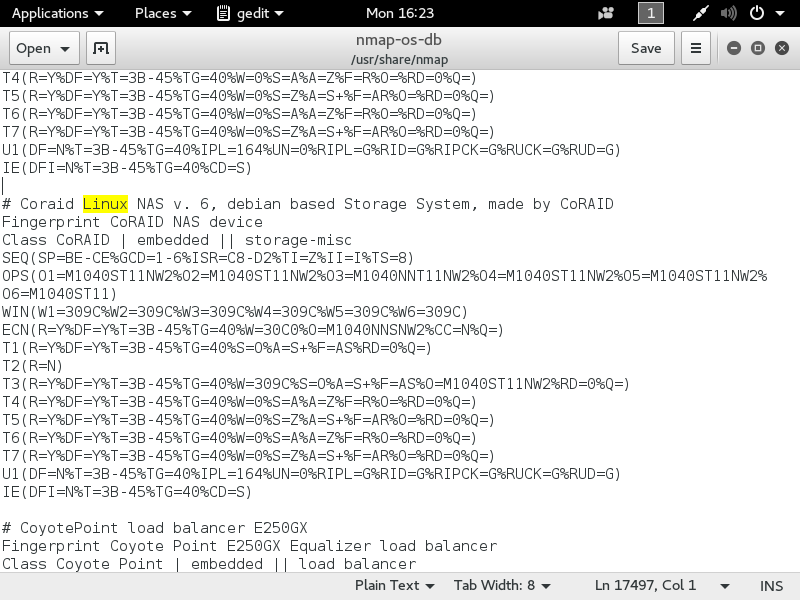 Applications Places gedit Mon 16:23 1
Open nmap-os-db Save
/usr/share/nmap
T4(R=Y%DF=Y%T=3B-45%TG=40%W=0%S=A%A=Z%F=R%O=%RD=0%Q=)
T5(R=Y%DF=Y%T=3B-45%TG=40%W=0%S=Z%A=S+%F=AR%O=%RD=0%Q=)
T6(R=Y%DF=Y%T=3B-45%TG=40%W=0%S=A%A=Z%F=R%O=%RD=0%Q=)
T7(R=Y%DF=Y%T=3B-45%TG=40%W=0%S=Z%A=S+%F=AR%O=%RD=0%Q=)
U1(DF=N%T=3B-45%TG=40%IPL=164%UN=0%RIPL=G%RID=G%RIPCK=G%RUCK=G%RUD=G)
IE(DFI=N%T=3B-45%TG=40%CD=S)
# Coraid Linux NAS v. 6, debian based Storage System, made by CoRAID
Fingerprint CoRAID NAS device
Class CoRAID | embedded || storage-misc
SEQ(SP=BE-CE%GCD=1-6%ISR=C8-D2%TI=Z%II=I%TS=8)
OPS(O1=M1040ST11NW2%O2=M1040ST11NW2%O3=M1040NNT11NW2%O4=M1040ST11NW2%O5=M1040ST11NW2%
O6=M1040ST11)
WIN(W1=309C%W2=309C%W3=309C%W4=309C%W5=309C%W6=309C)
ECN(R=Y%DF=Y%T=3B-45%TG=40%W=30C0%O=M1040NNSNW2%CC=N%Q=)
T1(R=Y%DF=Y%T=3B-45%TG=40%S=O%A=S+%F=AS%RD=0%Q=)
T2(R=N)
T3(R=Y%DF=Y%T=3B-45%TG=40%W=309C%S=O%A=S+%F=AS%O=M1040ST11NW2%RD=0%Q=)
T4(R=Y%DF=Y%T=3B-45%TG=40%W=0%S=A%A=Z%F=R%O=%RD=0%Q=)
T5(R=Y%DF=Y%T=3B-45%TG=40%W=0%S=Z%A=S+%F=AR%O=%RD=0%Q=)
T6(R=Y%DF=Y%T=3B-45%TG=40%W=0%S=A%A=Z%F=R%O=%RD=0%Q=)
T7(R=Y%DF=Y%T=3B-45%TG=40%W=0%S=Z%A=S+%F=AR%O=%RD=0%Q=)
U1(DF=N%T=3B-45%TG=40%IPL=164%UN=0%RIPL=G%RID=G%RIPCK=G%RUCK=G%RUD=G)
IE(DFI=N%T=3B-45%TG=40%CD=S)
# CoyotePoint load balancer E250GX
Fingerprint Coyote Point E250GX Equalizer load balancer
Class Coyote Point | embedded || load balancer
Plain Text Tab Width: 8 Ln 17497, Col 1 INS